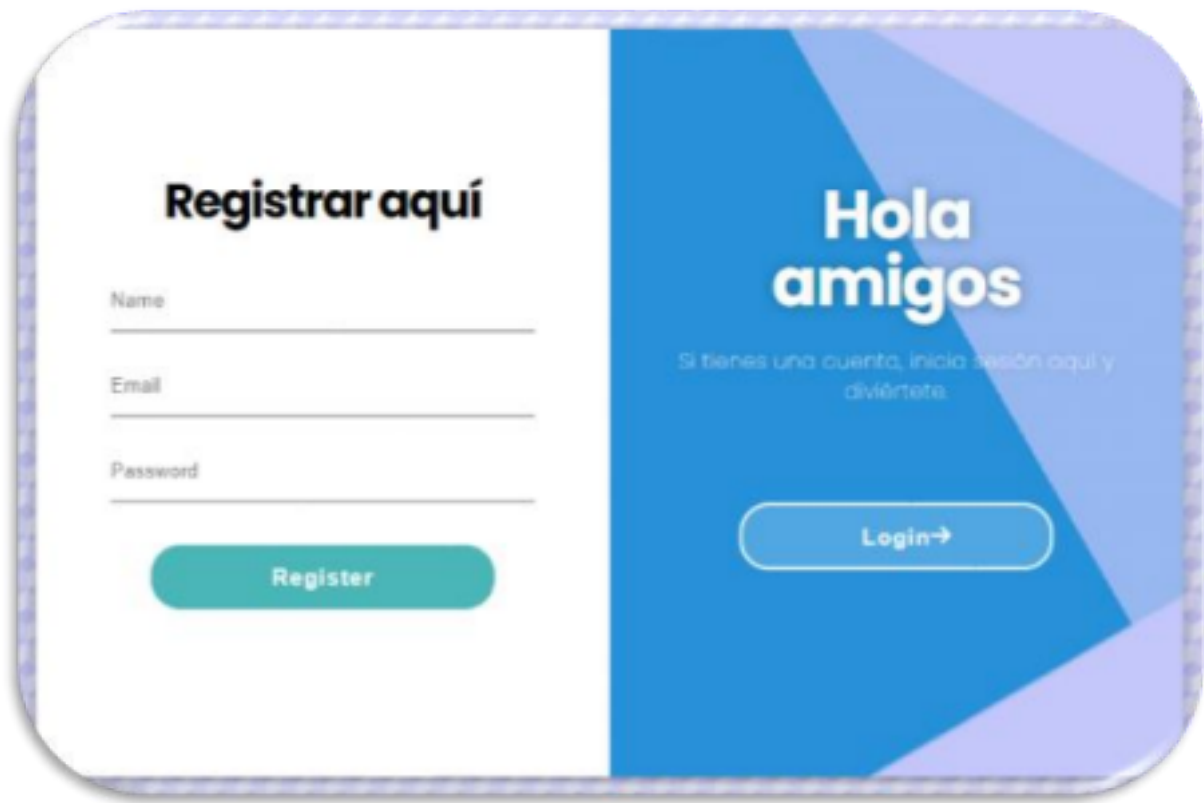 Registrar aquí
Name
Email
Password
Register
Hola
amigos
Si tienes una cuenta, inicia sesión aquí y
diviértete.
Login→